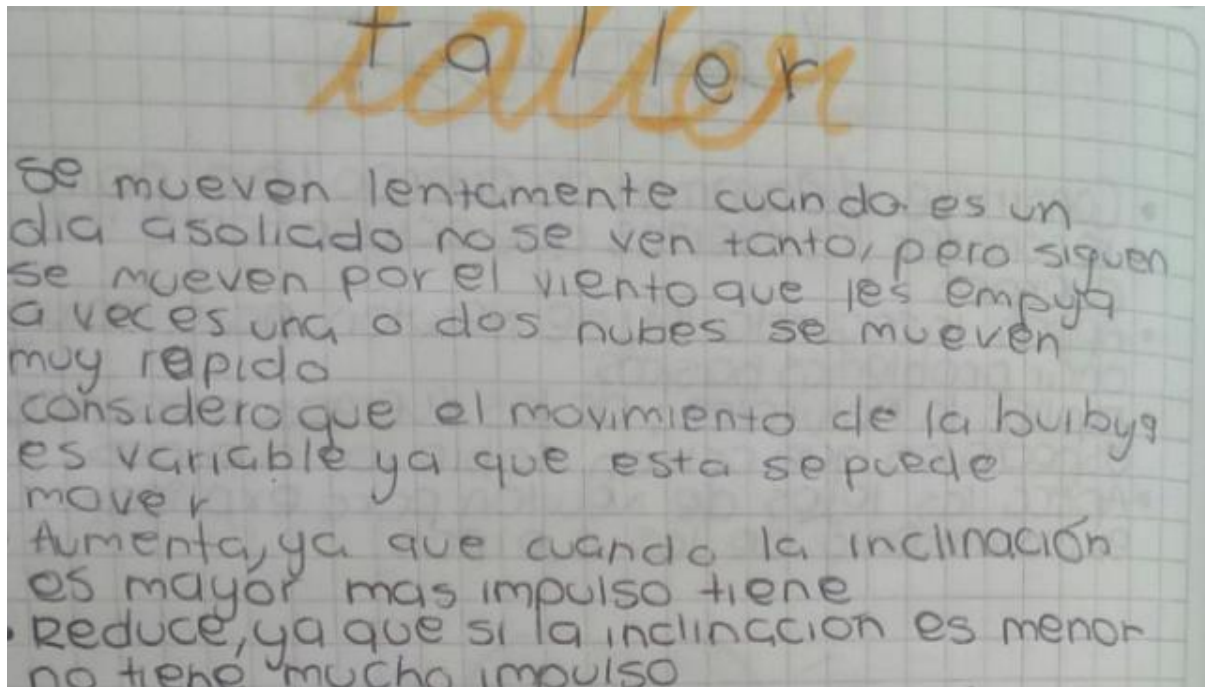 taller
se mueven lentamente cuando es un
dia asoliado no se ven tanto, pero siguen
se mueven por el viento que les empuja
a veces una o dos nubes se mueven
muy rapido
considero que el movimiento de la burbuja
es variable ya que esta se puede
mover
Aumenta, ya que cuando la inclinación
es mayor mas impulso tiene
• Reduce, ya que si la inclinacion es menor
no tiene mucho impulso